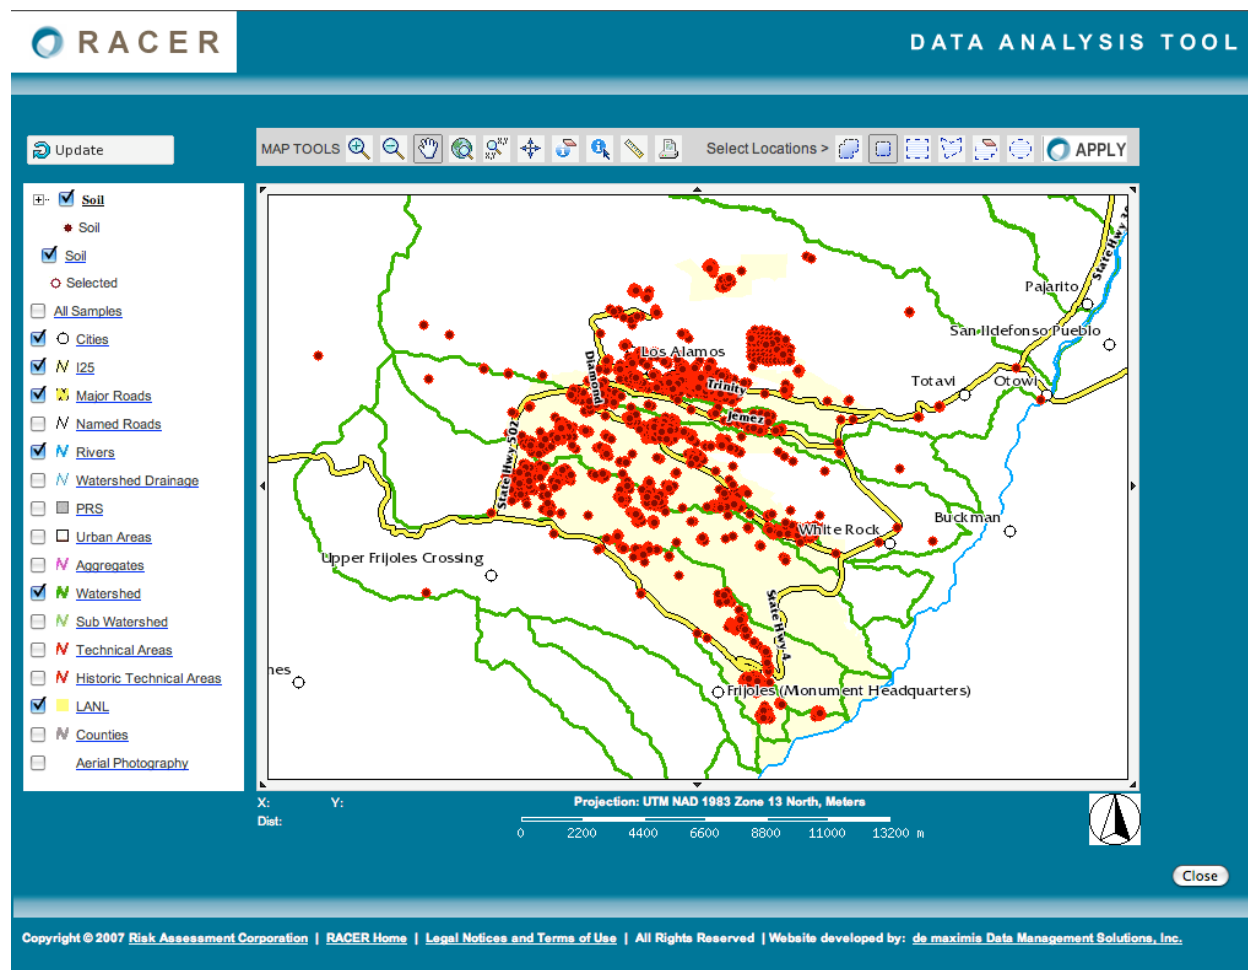 RACER
DATA ANALYSIS TOOL
Update
MAP TOOLS
Select Locations >
APPLY
Soil
Soil
Soil
Selected
All Samples
Cities
I25
Major Roads
Named Roads
Rivers
Watershed Drainage
PRS
Urban Areas
Aggregates
Watershed
Sub Watershed
Technical Areas
Historic Technical Areas
LANL
Counties
Aerial Photography
State Hwy
Pajarito
San Ildefonso Pueblo
Los Alamos
Diamond
Trinity
Totavi
Otowi
Jemez
State Hwy 502
White Rock
Buckman
Upper Frijoles Crossing
State Hwy 4
nes
Frijoles (Monument Headquarters)
X:
Y:
Projection: UTM NAD 1983 Zone 13 North, Meters
Dist:
0 2200 4400 6600 8800 11000 13200 m
Close
Copyright © 2007 Risk Assessment Corporation | RACER Home | Legal Notices and Terms of Use | All Rights Reserved | Website developed by: de maximis Data Management Solutions, Inc.